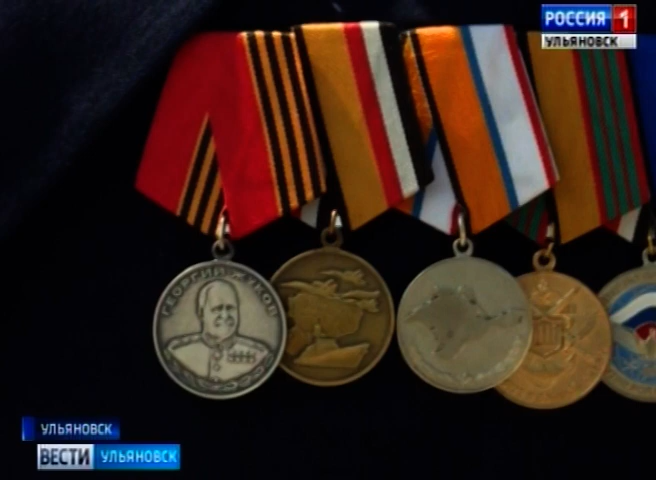 РОССИЯ 1
УЛЬЯНОВСК
ГЕОРГИЙ ЖУКОВ
УЛЬЯНОВСК
ВЕСТИ УЛЬЯНОВСК